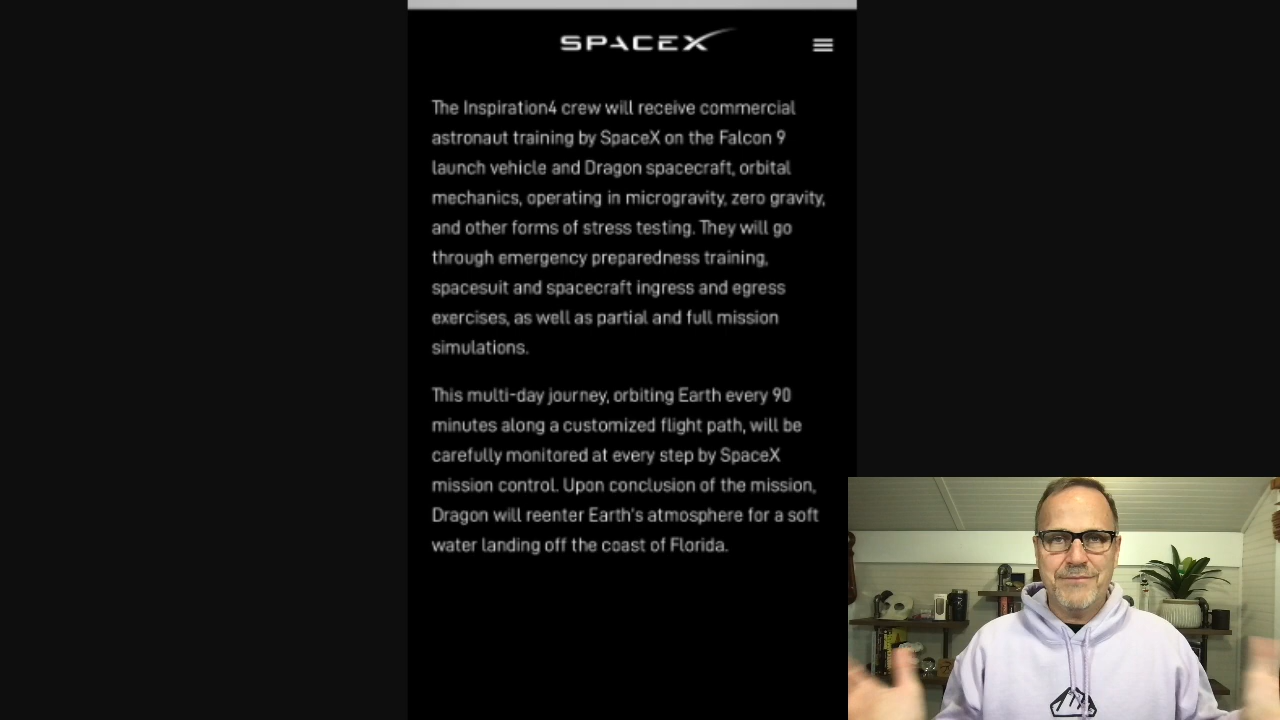 SPACEX
The Inspiration4 crew will receive commercial
astronaut training by SpaceX on the Falcon 9
launch vehicle and Dragon spacecraft, orbital
mechanics, operating in microgravity, zero gravity,
and other forms of stress testing. They will go
through emergency preparedness training,
spacesuit and spacecraft ingress and egress
exercises, as well as partial and full mission
simulations.
This multi-day journey, orbiting Earth every 90
minutes along a customized flight path, will be
carefully monitored at every step by SpaceX
mission control. Upon conclusion of the mission,
Dragon will reenter Earth's atmosphere for a soft
water landing off the coast of Florida.